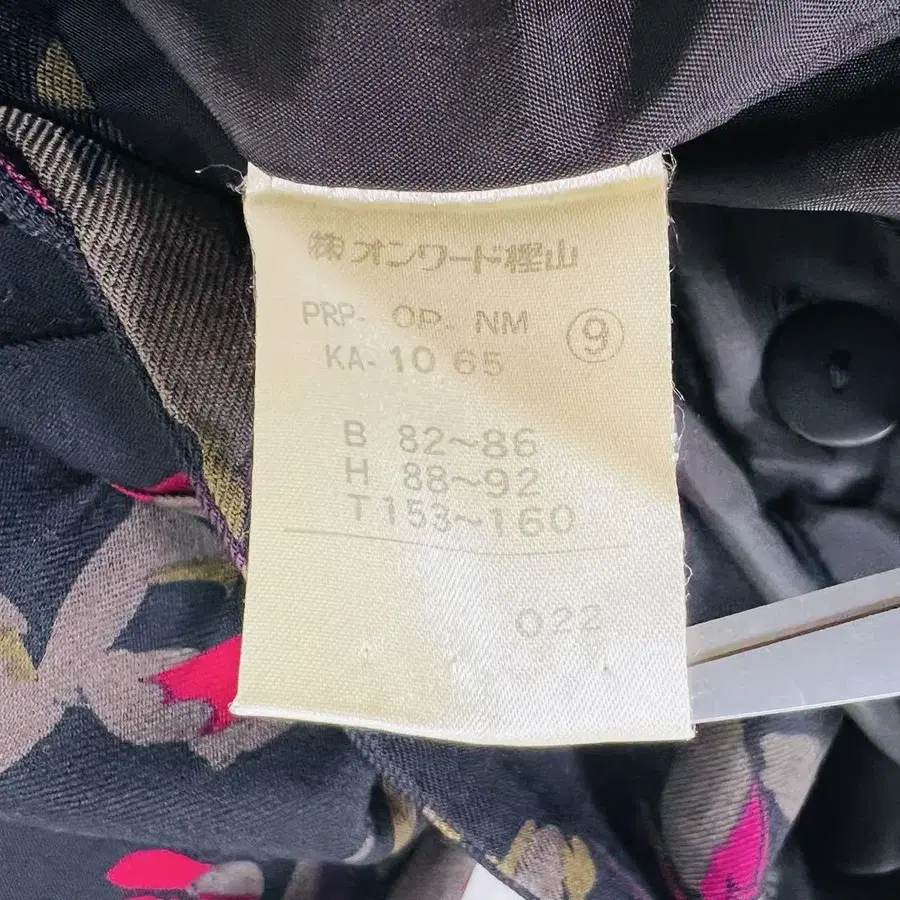 ㈱オンワード樫山
PRP- OP- NM ⑨
KA-10 65
B 82~86
H 88~92
T 153~160
022